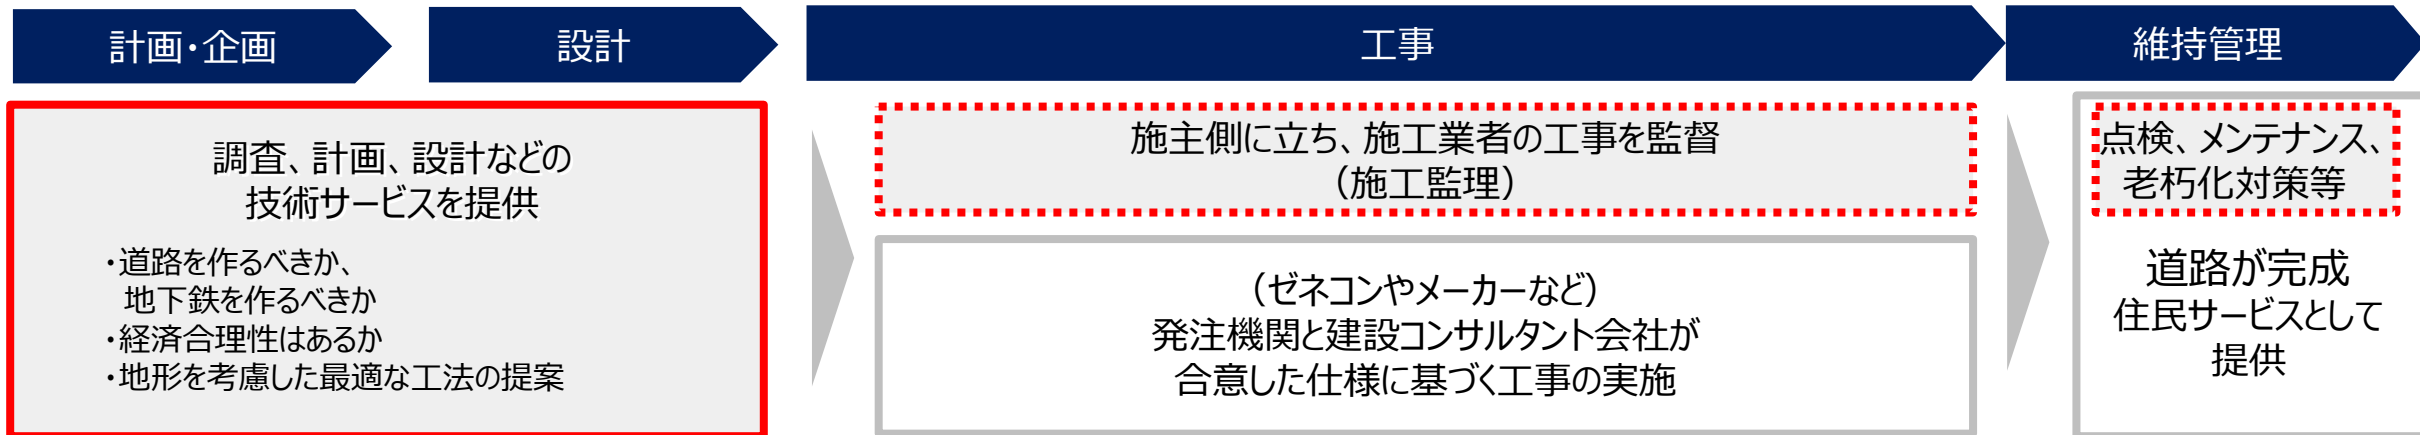 計画・企画
設計
工事
維持管理
調査、計画、設計などの
技術サービスを提供
・道路を作るべきか、
地下鉄を作るべきか
・経済合理性はあるか
・地形を考慮した最適な工法の提案
施主側に立ち、施工業者の工事を監督
（施工監理）
（ゼネコンやメーカーなど）
発注機関と建設コンサルタント会社が
合意した仕様に基づく工事の実施
点検、メンテナンス、
老朽化対策等
道路が完成
住民サービスとして
提供